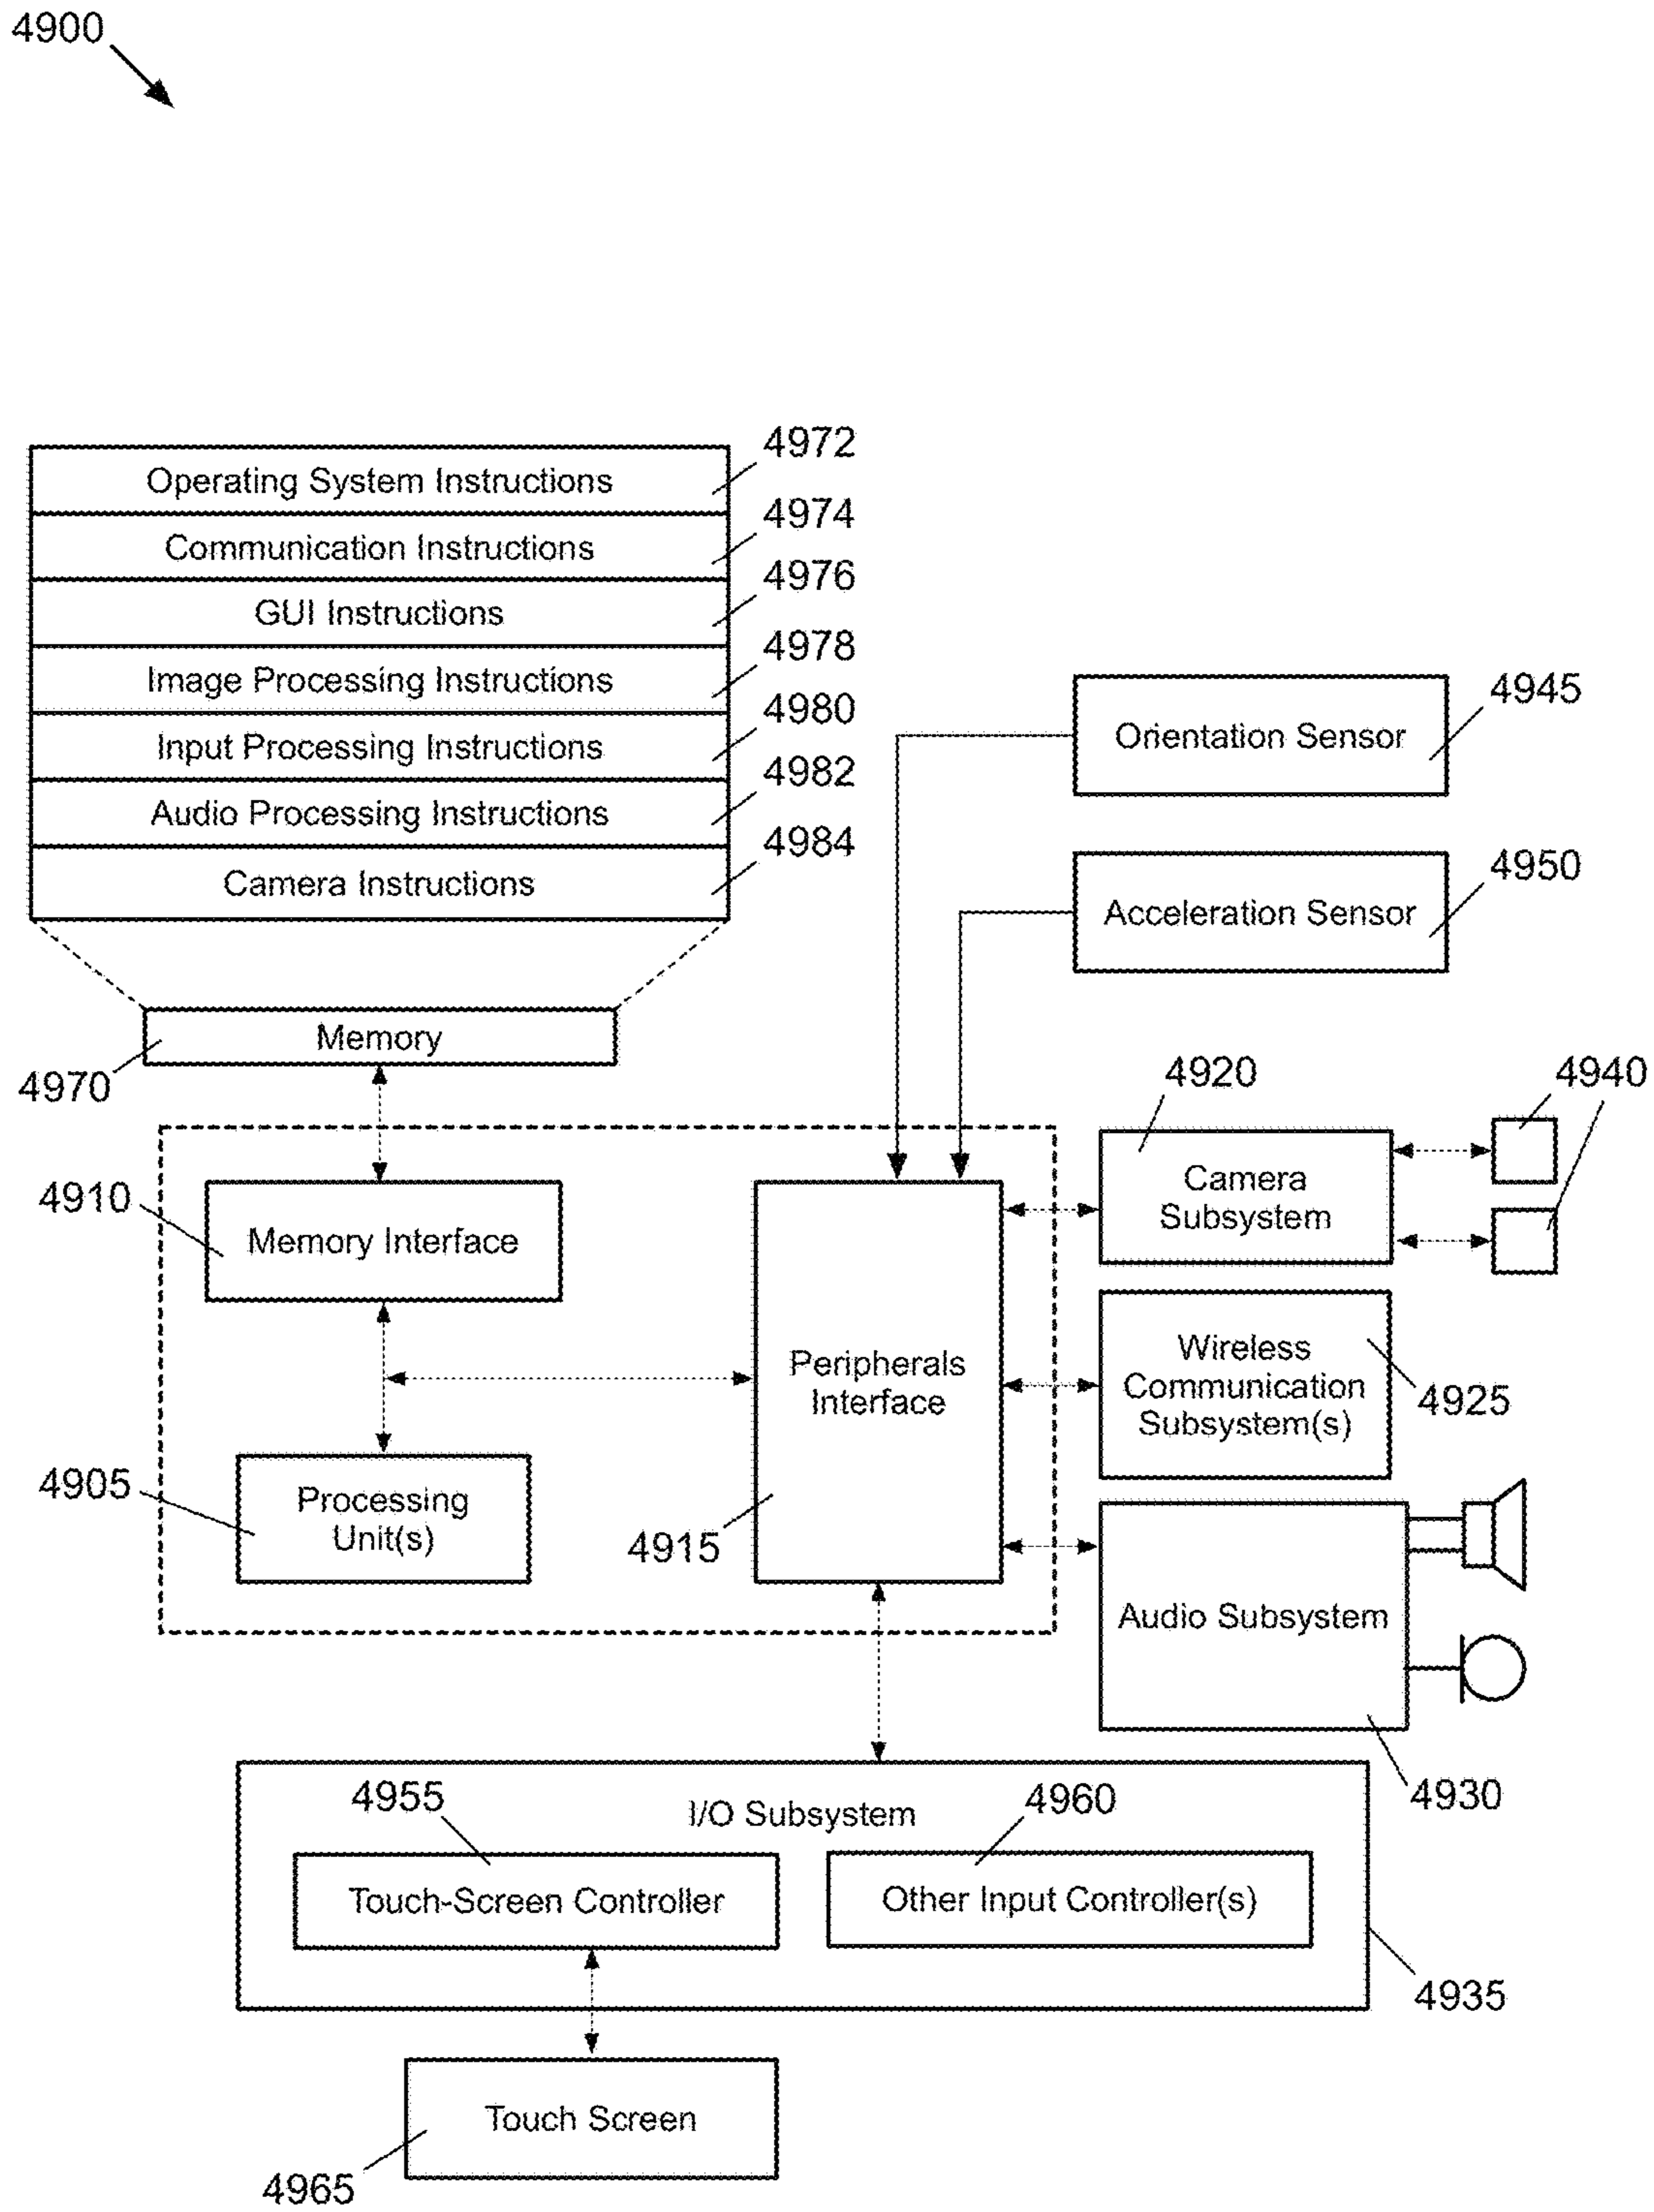 4900
4972
Operating System Instructions
4974
Communication Instructions
4976
GUI Instructions
4978
Image Processing Instructions
4980
Input Processing Instructions
4982
Audio Processing Instructions
4984
Camera Instructions
4945
Orientation Sensor
4950
Acceleration Sensor
Memory
4970
4920
4940
Camera
Subsystem
4910
Memory Interface
Peripherals
Interface
Wireless
Communication
Subsystem(s)
4925
4905
Processing
Unit(s)
4915
Audio Subsystem
4930
4955
I/O Subsystem
4960
Touch-Screen Controller
Other Input Controller(s)
4935
Touch Screen
4965